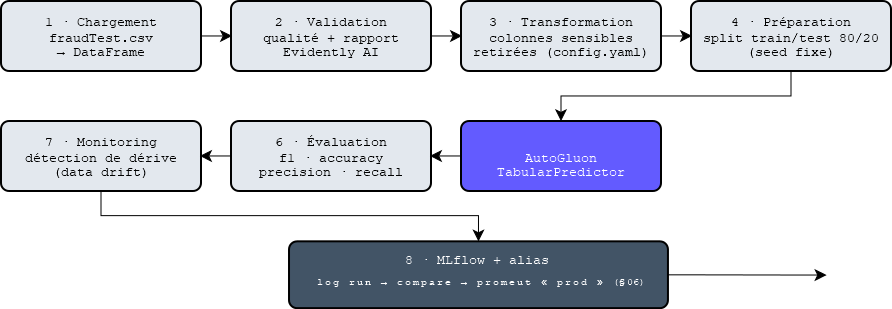 1 · Chargement
fraudTest.csv
→ DataFrame
2 · Validation
qualité + rapport
Evidently AI
3 · Transformation
colonnes sensibles
retirées (config.yaml)
4 · Préparation
split train/test 80/20
(seed fixe)
AutoGluon
TabularPredictor
6 · Évaluation
f1 · accuracy
precision · recall
7 · Monitoring
détection de dérive
(data drift)
8 · MLflow + alias
log run → compare → promeut « prod » (§06)